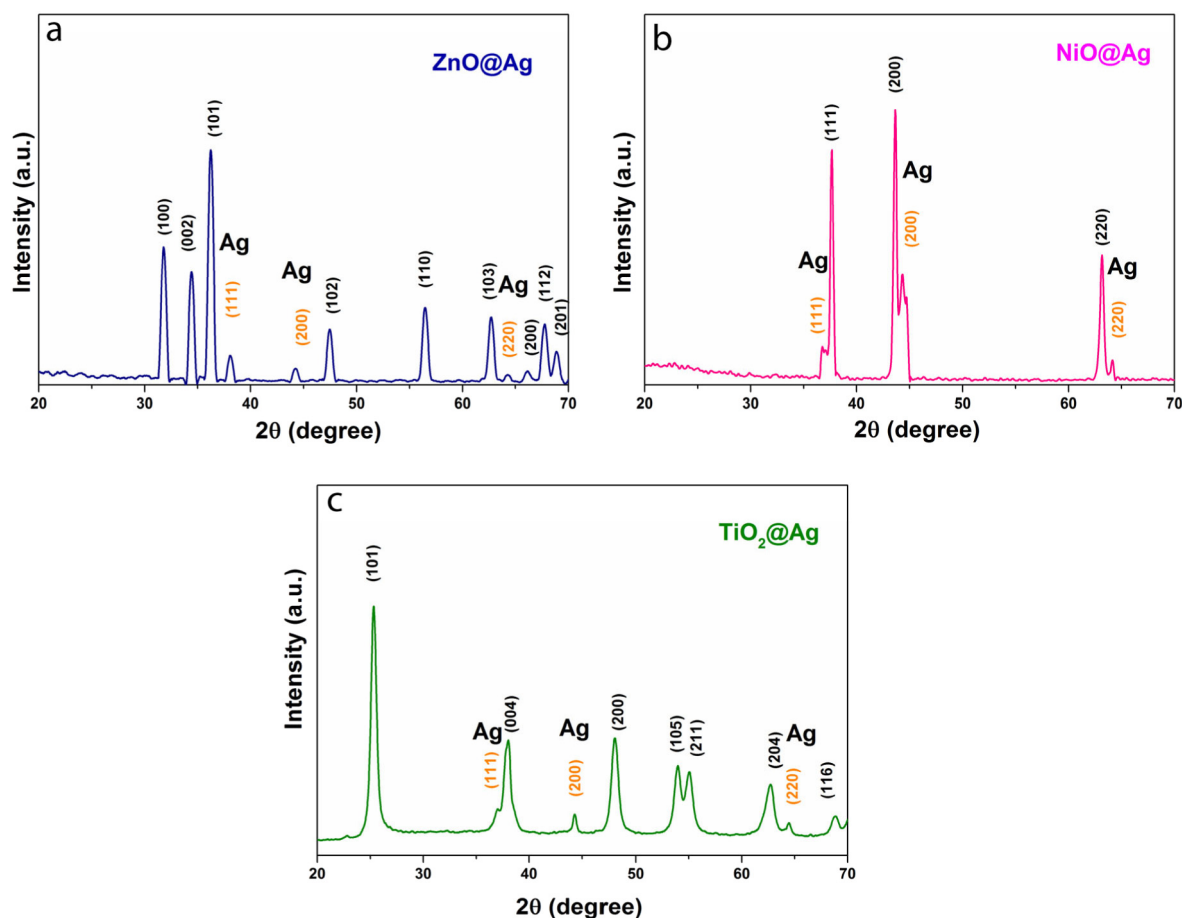 a
ZnO@Ag
Intensity (a.u.)
(100)
(002)
(101)
Ag
(111)
Ag
(200)
(102)
(110)
(103)
Ag
(220)
(200)
(112)
(201)
20 30 40 50 60 70
2θ (degree)
b
NiO@Ag
Intensity (a.u.)
Ag
(111)
(111)
(200)
Ag
(200)
(220)
Ag
(220)
20 30 40 50 60 70
2θ (degree)
c
TiO₂@Ag
Intensity (a.u.)
(101)
Ag
(111)
(004)
Ag
(200)
(200)
(105)
(211)
(204)
Ag
(220)
(116)
20 30 40 50 60 70
2θ (degree)